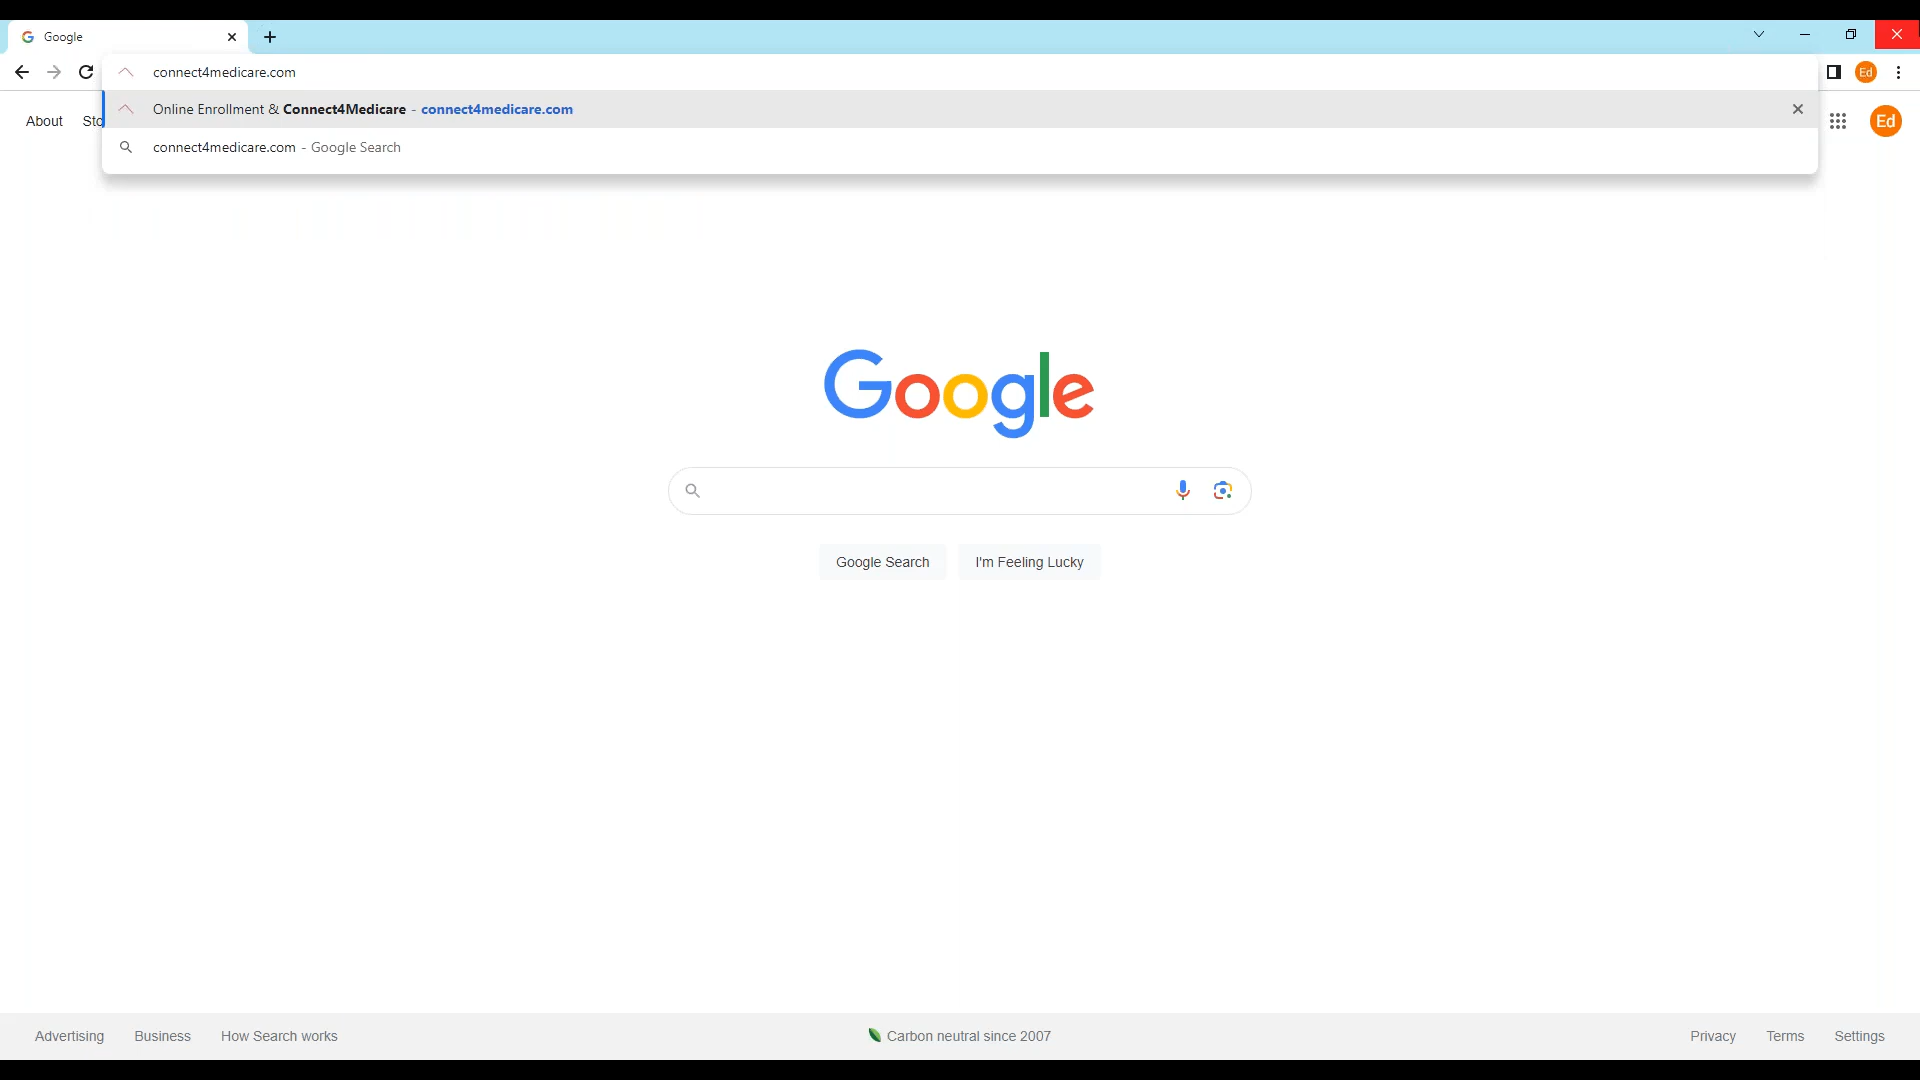 Google
connect4medicare.com
Ed
Online Enrollment & Connect4Medicare - connect4medicare.com
About
connect4medicare.com - Google Search
Ed
Google
Google Search
I'm Feeling Lucky
Advertising
Business
How Search works
Carbon neutral since 2007
Privacy
Terms
Settings